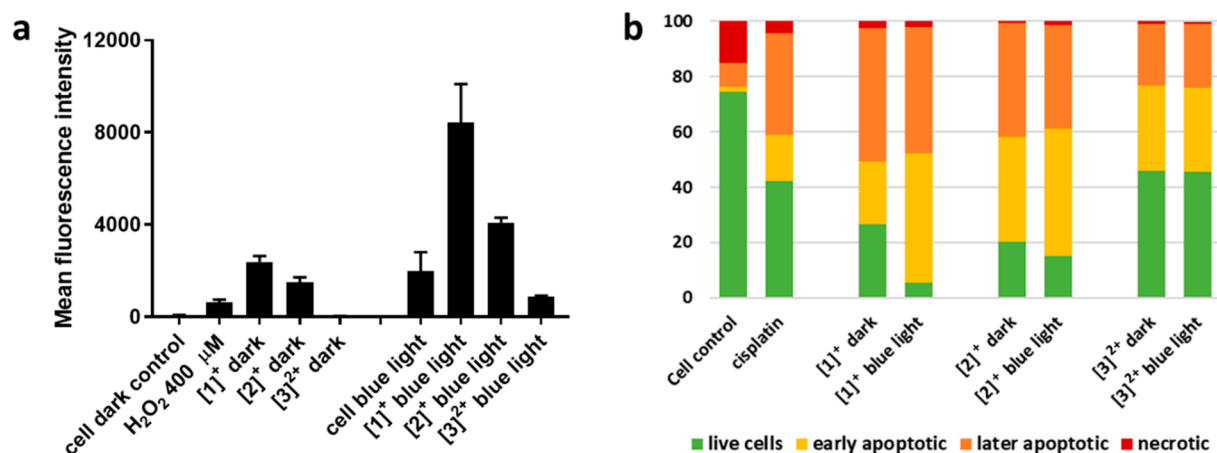 a
Mean fluorescence intensity
12000
8000
4000
0
cell dark control
H₂O₂ 400 μM
[1]⁺ dark
[2]⁺ dark
[3]²⁺ dark
cell blue light
[1]⁺ blue light
[2]⁺ blue light
[3]²⁺ blue light
b
100
80
60
40
20
0
Cell control
cisplatin
[1]⁺ dark
[1]⁺ blue light
[2]⁺ dark
[2]⁺ blue light
[3]²⁺ dark
[3]²⁺ blue light
live cells early apoptotic later apoptotic necrotic